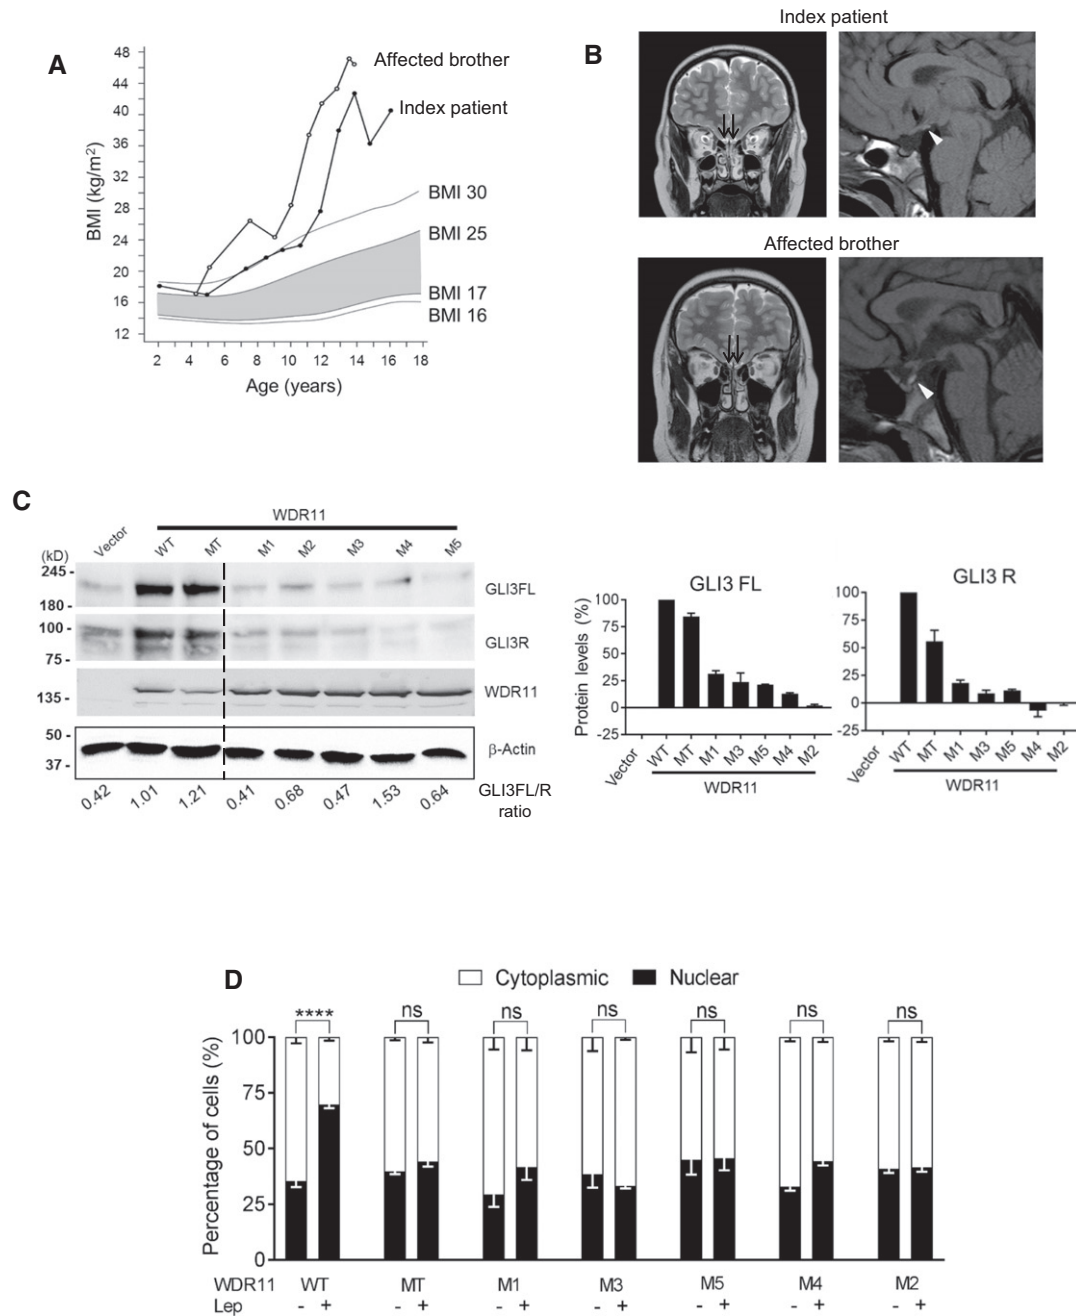 A
BMI (kg/m2)
48
44
40
36
32
28
24
20
16
12
Affected brother
Index patient
BMI 30
BMI 25
BMI 17
BMI 16
2 4 6 8 10 12 14 16 18
Age (years)
B
Index patient
Affected brother
C
WDR11
Vector WT MT M1 M2 M3 M4 M5
(kD)
245 -
180 -
GLI3FL
100 -
75 -
GLI3R
135 -
WDR11
50 -
37 -
β-Actin
0.42 1.01 1.21 0.41 0.68 0.47 1.53 0.64
GLI3FL/R
ratio
GLI3 FL
Protein levels (%)
100
75
50
25
0
-25
Vector WT MT M1 M3 M5 M4 M2
WDR11
GLI3 R
100
75
50
25
0
-25
Vector WT MT M1 M3 M5 M4 M2
WDR11
D
Cytoplasmic Nuclear
**** ns ns ns ns ns ns
Percentage of cells (%)
100
75
50
25
0
WDR11 WT MT M1 M3 M5 M4 M2
Lep - + - + - + - + - + - + - +